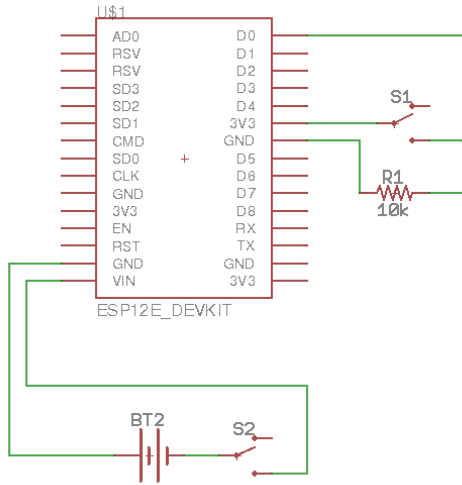 U$1
AD0 D0
RSV D1
RSV D2
SD3 D3
SD2 D4
SD1 3V3
CMD GND
SD0 D5
CLK D6
GND D7
3V3 D8
EN RX
RST TX
GND GND
VIN 3V3
ESP12E_DEVKIT
S1
R1
10k
BT2
S2